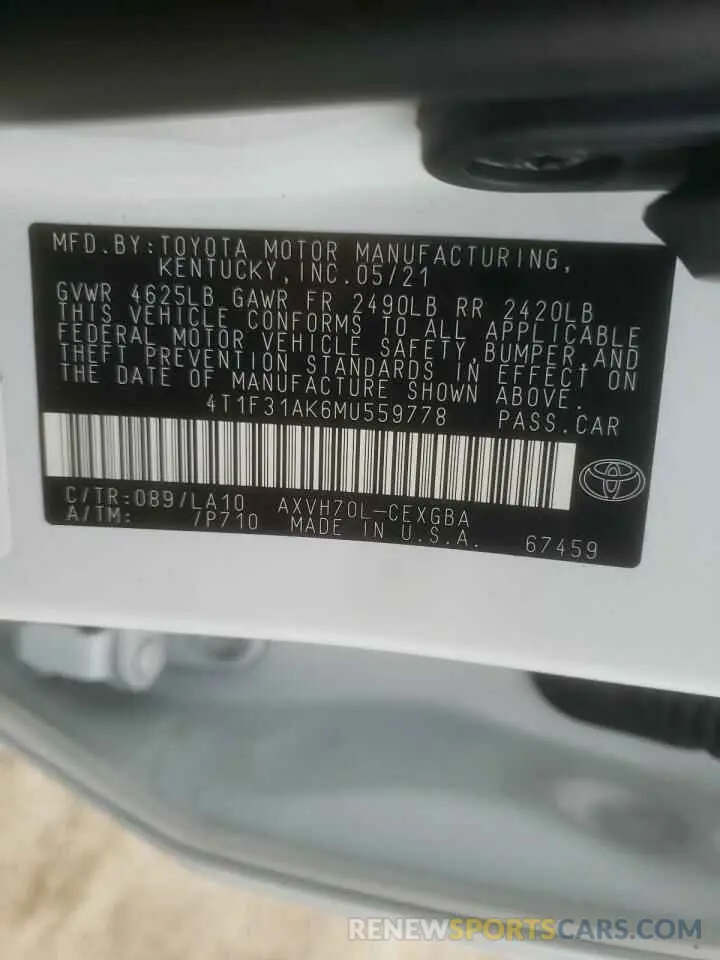 MFD.BY:TOYOTA MOTOR MANUFACTURING,
KENTUCKY,INC.05/21
GVWR 4625LB GAWR FR 2490LB RR 2420LB
THIS VEHICLE CONFORMS TO ALL APPLICABLE
FEDERAL MOTOR VEHICLE SAFETY,BUMPER,AND
THEFT PREVENTION STANDARDS IN EFFECT ON
THE DATE OF MANUFACTURE SHOWN ABOVE.
4T1F31AK6MU559778 PASS.CAR
C/TR:089/LA10 AXVH70L-CEXGBA
A/TM: /P710 MADE IN U.S.A. 67459
RENEWSPORTSCARS.COM